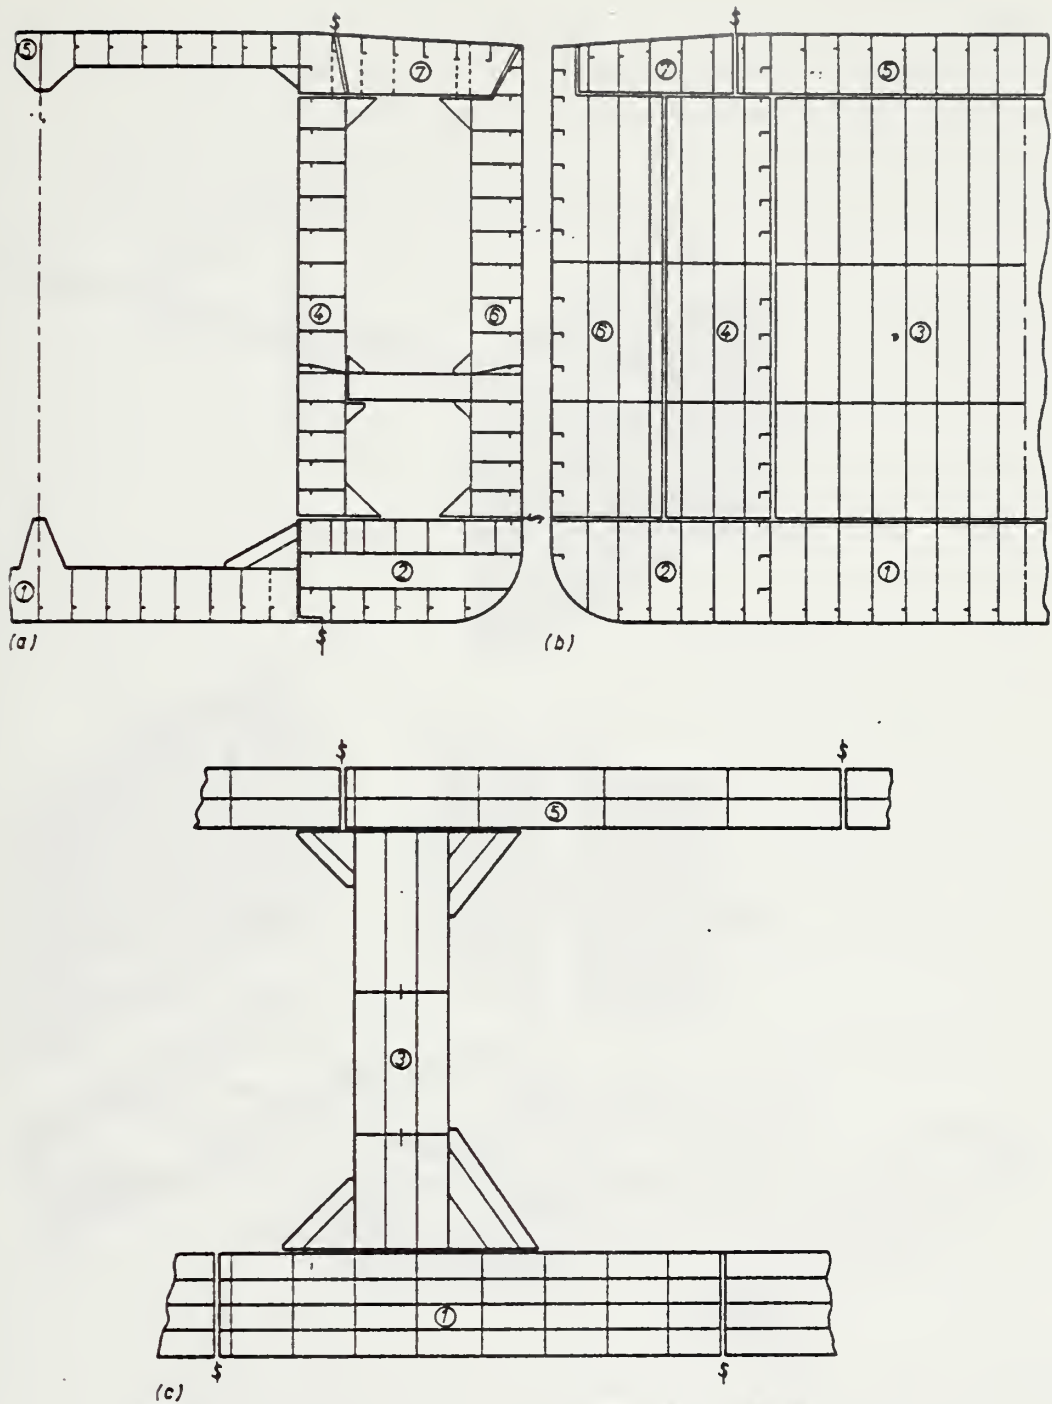 $ $
⑤ ⑦ ⑦ ⑤
④ ⑥ ⑥ ④ ③
① ② ② ①
(a) $ (b)
$ $
⑤
③
①
$ $
(c)